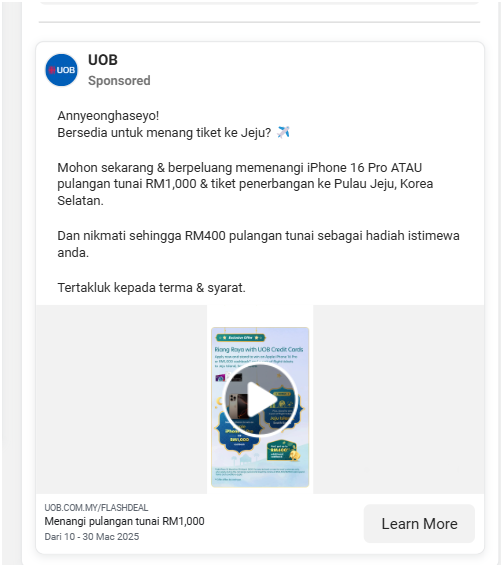 UOB
UOB
Sponsored
Annyeonghaseyo!
Bersedia untuk menang tiket ke Jeju? ✈️
Mohon sekarang & berpeluang memenangi iPhone 16 Pro ATAU
pulangan tunai RM1,000 & tiket penerbangan ke Pulau Jeju, Korea
Selatan.
Dan nikmati sehingga RM400 pulangan tunai sebagai hadiah istimewa
anda.
Tertakluk kepada terma & syarat.
Exclusive Offer
Riang Raya with UOB Credit Cards
RM1,000
UOB.COM.MY/FLASHDEAL
Menangi pulangan tunai RM1,000
Dari 10 - 30 Mac 2025
Learn More